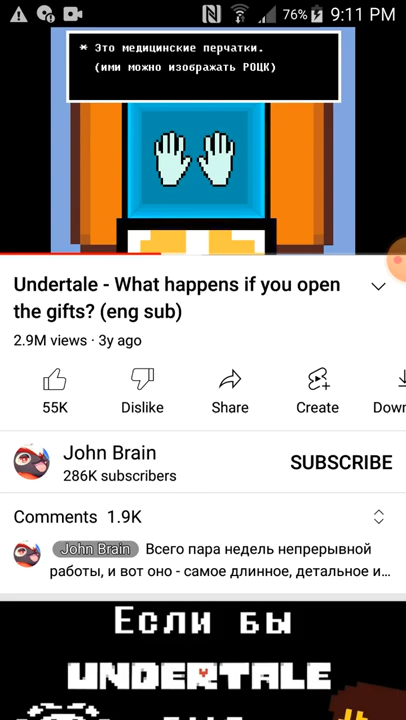 76% 9:11 PM
* Это медицинские перчатки.
(ими можно изображать РОЦК)
Undertale - What happens if you open
the gifts? (eng sub)
2.9M views · 3y ago
55K Dislike Share Create Down
John Brain
286K subscribers
SUBSCRIBE
Comments 1.9K
John Brain Всего пара недель непрерывной
работы, и вот оно - самое длинное, детальное и...
Если бы
UNDERTALE